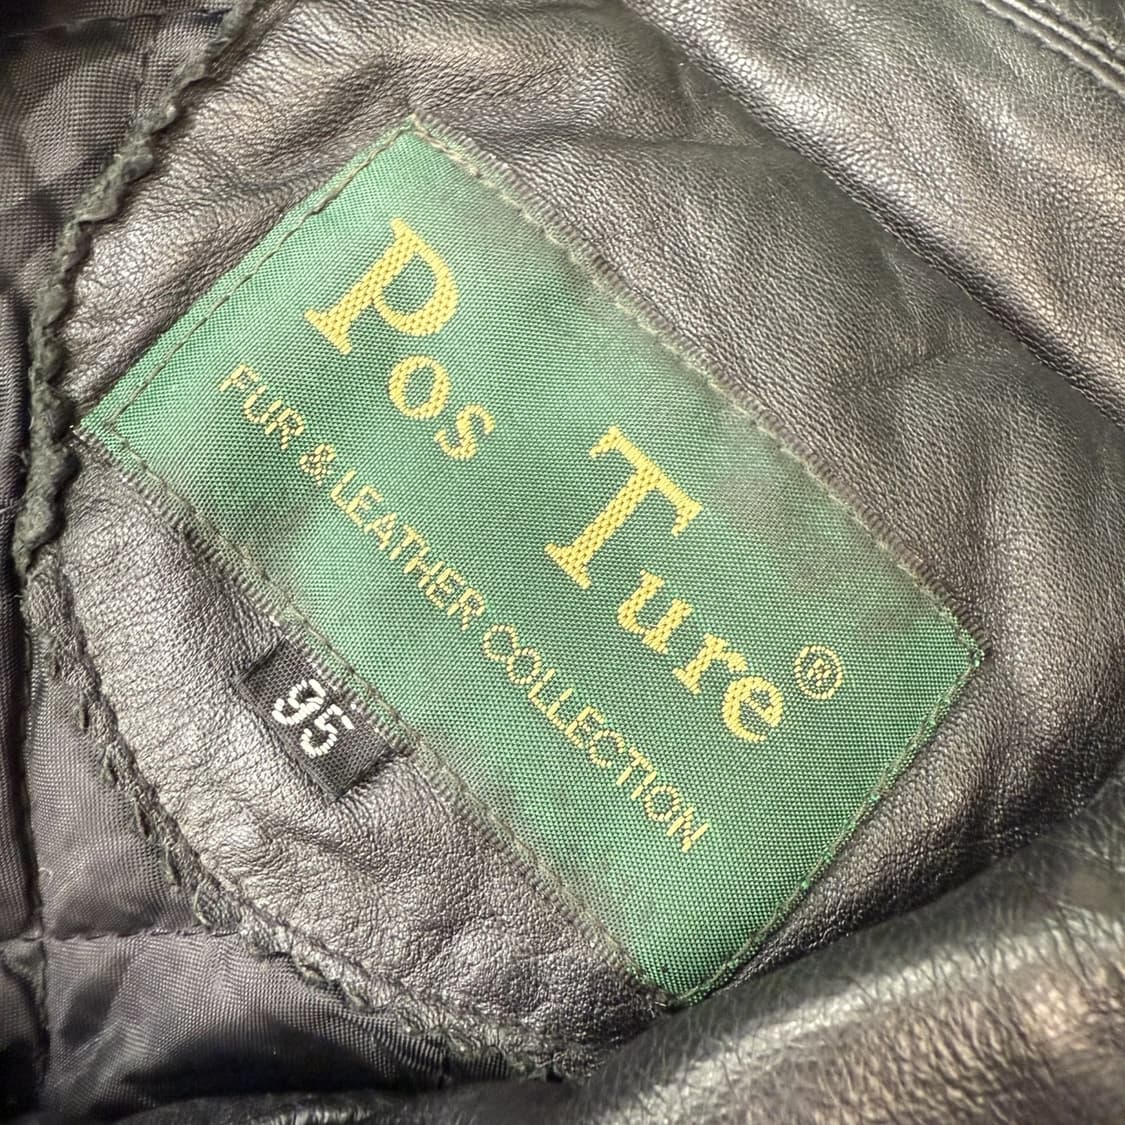 Pos Ture®
FUR & LEATHER COLLECTION
95